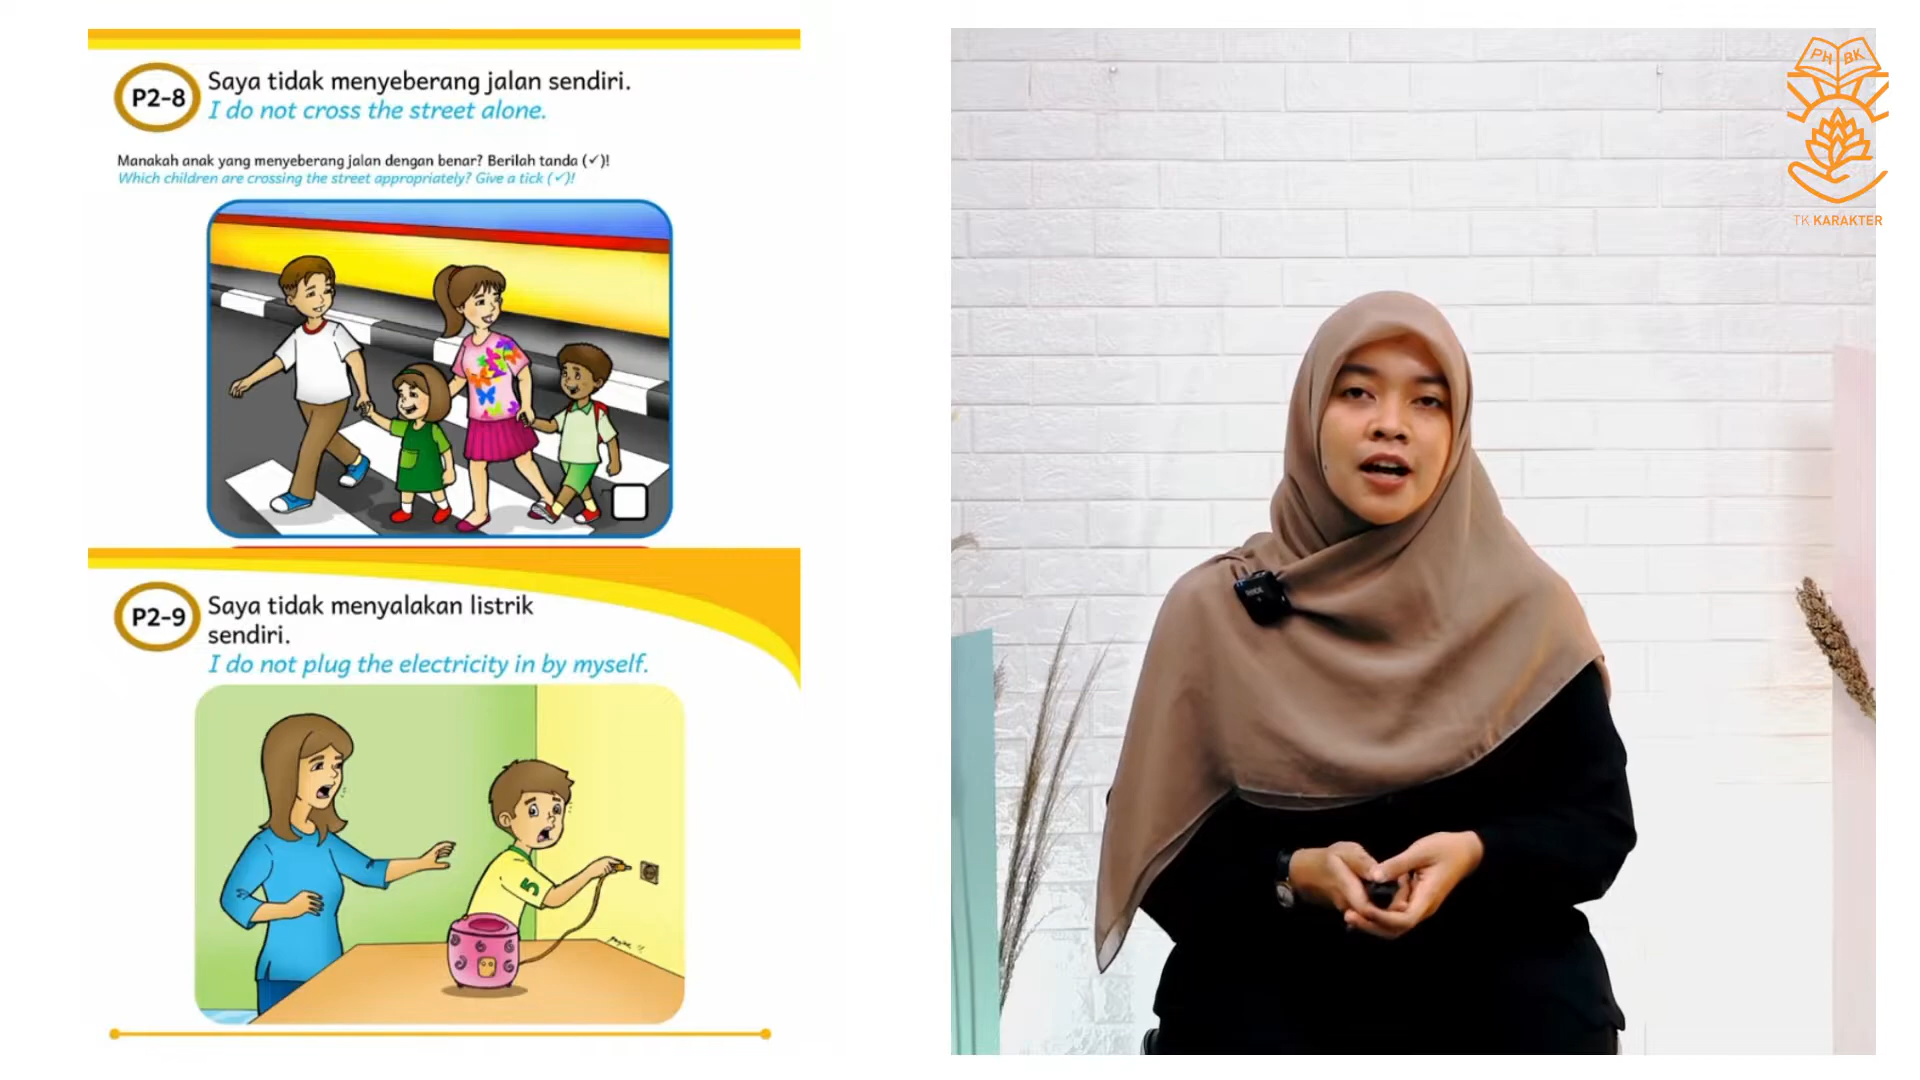 P2-8
Saya tidak menyeberang jalan sendiri.
I do not cross the street alone.
Manakah anak yang menyeberang jalan dengan benar? Berilah tanda (✓)!
Which children are crossing the street appropriately? Give a tick (✓)!
P2-9
Saya tidak menyalakan listrik
sendiri.
I do not plug the electricity in by myself.
5
PH BK
TK KARAKTER